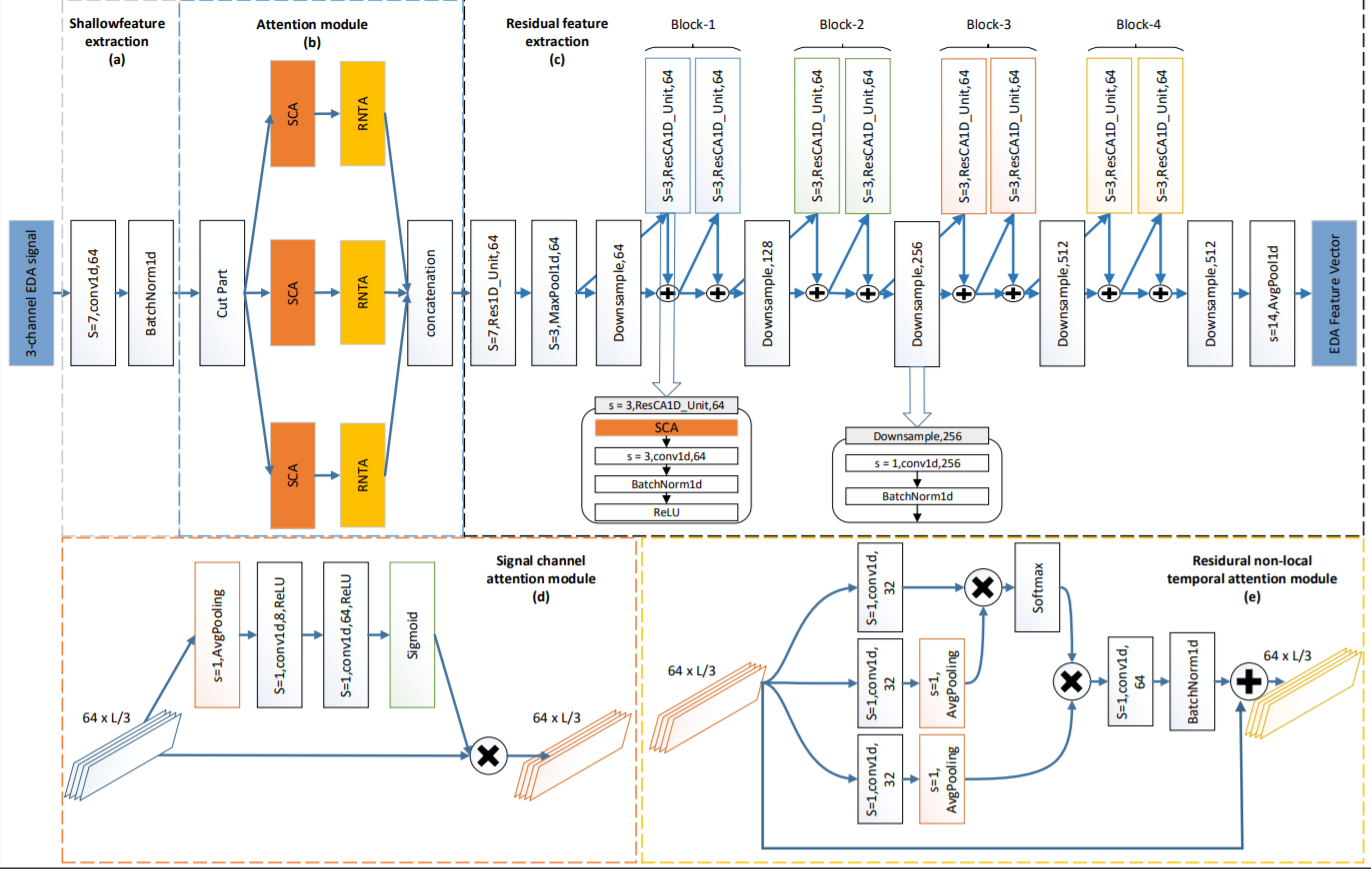 Shallowfeature
extraction
(a)
Attention module
(b)
Residual feature
extraction
(c)
Block-1
Block-2
Block-3
Block-4
3-channel EDA signal
S=7,conv1d,64
BatchNorm1d
Cut Part
SCA
RNTA
SCA
RNTA
SCA
RNTA
concatenation
S=7,Res1D_Unit,64
S=3,MaxPool1d,64
Downsample,64
S=3,ResCA1D_Unit,64
S=3,ResCA1D_Unit,64
Downsample,128
S=3,ResCA1D_Unit,64
S=3,ResCA1D_Unit,64
Downsample,256
S=3,ResCA1D_Unit,64
S=3,ResCA1D_Unit,64
Downsample,512
S=3,ResCA1D_Unit,64
S=3,ResCA1D_Unit,64
Downsample,512
s=14,AvgPool1d
EDA Feature Vector
s = 3,ResCA1D_Unit,64
SCA
s = 3,conv1d,64
BatchNorm1d
ReLU
Downsample,256
s = 1,conv1d,256
BatchNorm1d
Signal channel
attention module
(d)
64 x L/3
s=1,AvgPooling
S=1,conv1d,8,ReLU
S=1,conv1d,64,ReLU
Sigmoid
64 x L/3
Residural non-local
temporal attention module
(e)
64 x L/3
S=1,conv1d,
32
S=1,conv1d,
32
s=1,
AvgPooling
S=1,conv1d,
32
s=1,
AvgPooling
Softmax
S=1,conv1d,
64
BatchNorm1d
64 x L/3